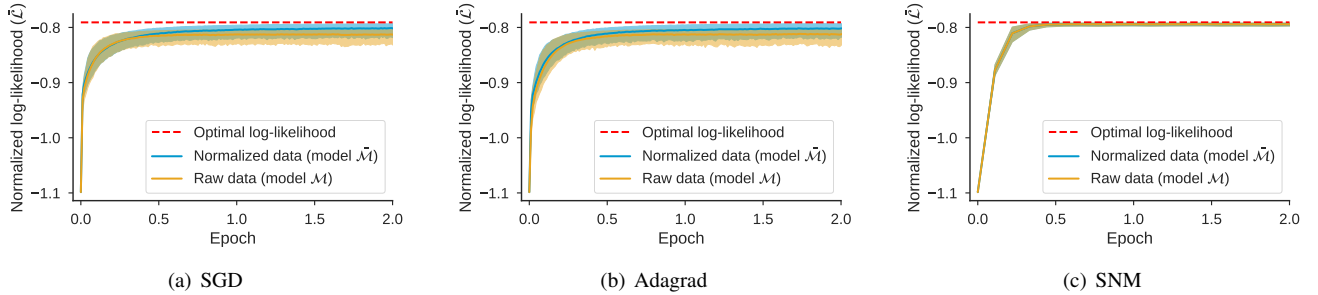 Normalized log-likelihood (ℒ̄)
−0.8
−0.9
−1.0
−1.1
Optimal log-likelihood
Normalized data (model ℳ̄)
Raw data (model ℳ)
0.0 0.5 1.0 1.5 2.0
Epoch
(a) SGD
Normalized log-likelihood (ℒ̄)
−0.8
−0.9
−1.0
−1.1
Optimal log-likelihood
Normalized data (model ℳ̄)
Raw data (model ℳ)
0.0 0.5 1.0 1.5 2.0
Epoch
(b) Adagrad
Normalized log-likelihood (ℒ̄)
−0.8
−0.9
−1.0
−1.1
Optimal log-likelihood
Normalized data (model ℳ̄)
Raw data (model ℳ)
0.0 0.5 1.0 1.5 2.0
Epoch
(c) SNM